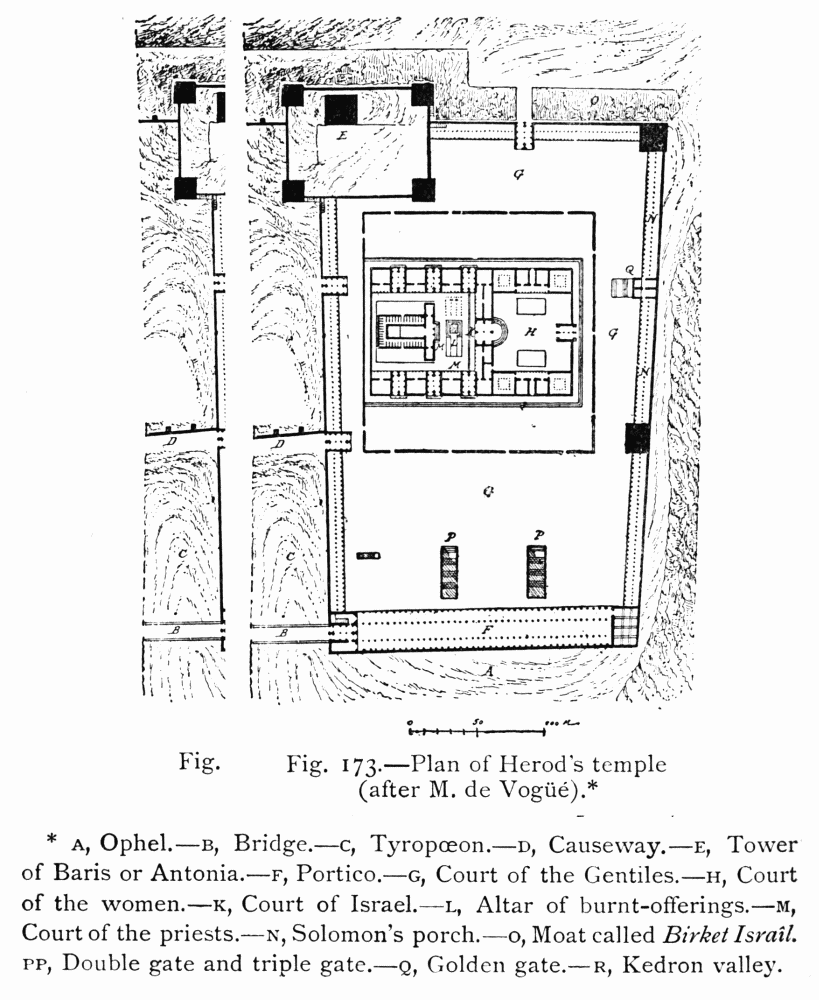 O
E
G
N
Q
G
H
M
N
D D
G
P P
C C
B B F
A
0 50
Fig. Fig. 173.—Plan of Herod's temple
(after M. de Vogüé).*
* A, Ophel.—B, Bridge.—C, Tyropœon.—D, Causeway.—E, Tower
of Baris or Antonia.—F, Portico.—G, Court of the Gentiles.—H, Court
of the women.—K, Court of Israel.—L, Altar of burnt-offerings.—M,
Court of the priests.—N, Solomon's porch.—O, Moat called Birket Israîl.
PP, Double gate and triple gate.—Q, Golden gate.—R, Kedron valley.